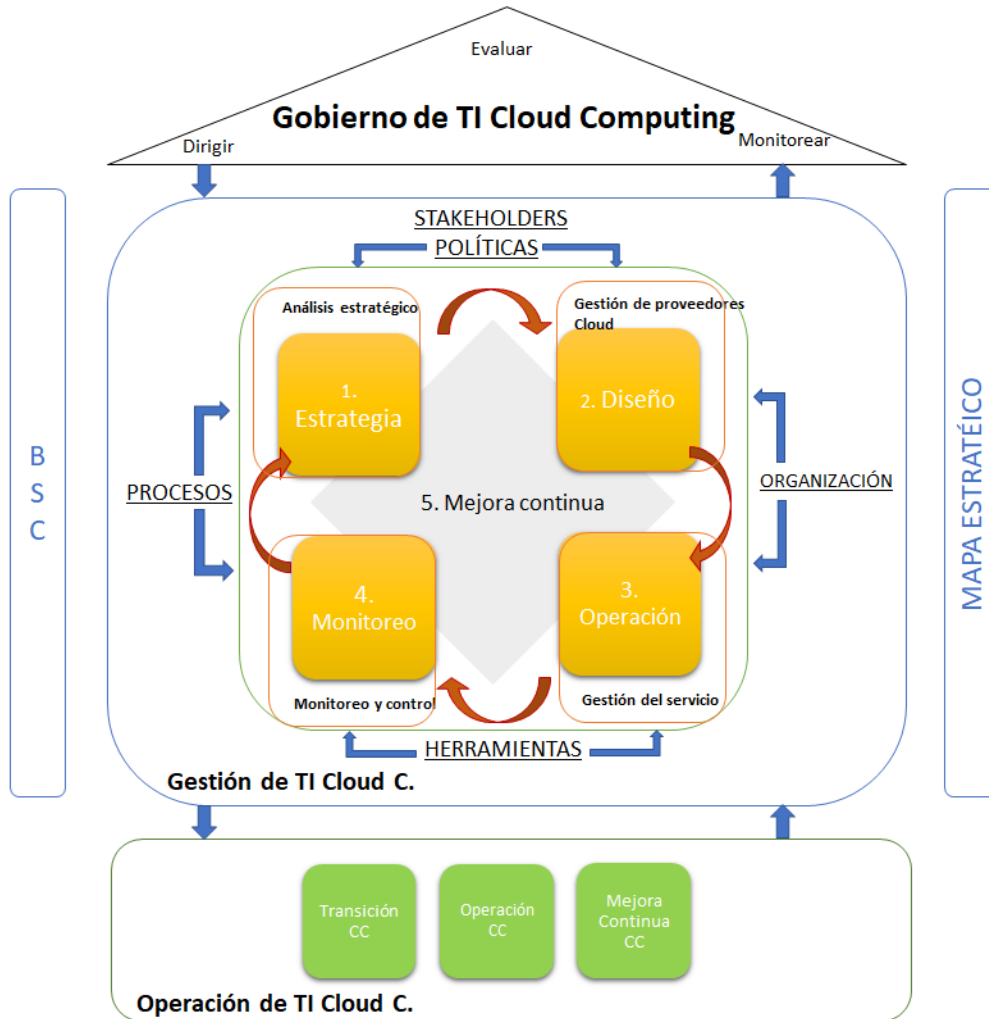 Evaluar
Gobierno de TI Cloud Computing
Dirigir
Monitorear
B
S
C
STAKEHOLDERS
POLÍTICAS
Análisis estratégico
Gestión de proveedores
Cloud
1.
Estrategia
2. Diseño
PROCESOS
5. Mejora continua
ORGANIZACIÓN
4.
Monitoreo
3.
Operación
Monitoreo y control
Gestión del servicio
HERRAMIENTAS
Gestión de TI Cloud C.
MAPA ESTRATÉICO
Transición
CC
Operación
CC
Mejora
Continua
CC
Operación de TI Cloud C.